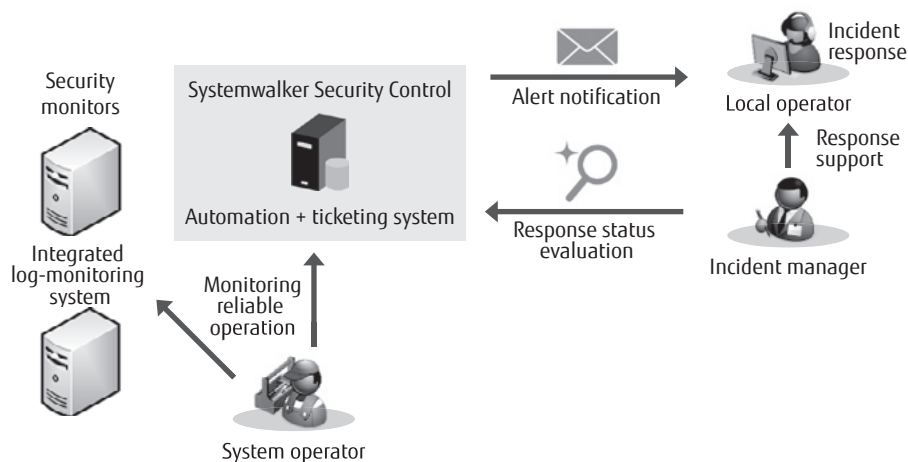 Security
monitors
Integrated
log-monitoring
system
Systemwalker Security Control
Automation + ticketing system
Monitoring
reliable
operation
System operator
Alert notification
Response status
evaluation
Incident
response
Local operator
Response
support
Incident manager